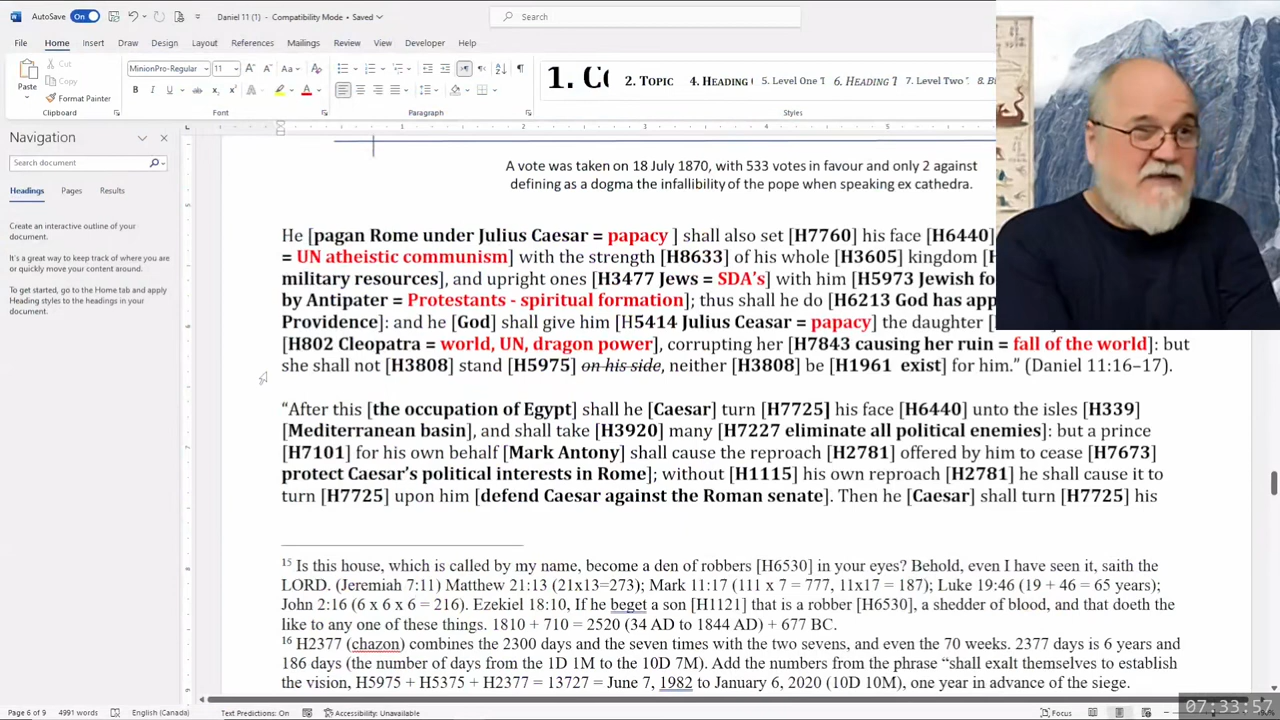 AutoSave On Daniel 11 (1) - Compatibility Mode • Saved Search
File Home Insert Draw Design Layout References Mailings Review View Developer Help
Paste Cut Copy Format Painter
MinionPro-Regular 11
1. Co 2. Topic 4. Heading 5. Level One 6. Heading 7. Level Two
Clipboard Font Paragraph Styles
Navigation
Search document
Headings Pages Results
Create an interactive outline of your
document.
It's a great way to keep track of where you are
or quickly move your content around.
To get started, go to the Home tab and apply
Heading styles to the headings in your
document.
A vote was taken on 18 July 1870, with 533 votes in favour and only 2 against
defining as a dogma the infallibility of the pope when speaking ex cathedra.
He [pagan Rome under Julius Caesar = papacy ] shall also set [H7760] his face [H6440]
= UN atheistic communism] with the strength [H8633] of his whole [H3605] kingdom [
military resources], and upright ones [H3477 Jews = SDA's] with him [H5973 Jewish fo
by Antipater = Protestants - spiritual formation]; thus shall he do [H6213 God has app
Providence]: and he [God] shall give him [H5414 Julius Ceasar = papacy] the daughter [
[H802 Cleopatra = world, UN, dragon power], corrupting her [H7843 causing her ruin = fall of the world]: but
she shall not [H3808] stand [H5975] on his side, neither [H3808] be [H1961 exist] for him.” (Daniel 11:16–17).
“After this [the occupation of Egypt] shall he [Caesar] turn [H7725] his face [H6440] unto the isles [H339]
[Mediterranean basin], and shall take [H3920] many [H7227 eliminate all political enemies]: but a prince
[H7101] for his own behalf [Mark Antony] shall cause the reproach [H2781] offered by him to cease [H7673]
protect Caesar’s political interests in Rome]; without [H1115] his own reproach [H2781] he shall cause it to
turn [H7725] upon him [defend Caesar against the Roman senate]. Then he [Caesar] shall turn [H7725] his
15 Is this house, which is called by my name, become a den of robbers [H6530] in your eyes? Behold, even I have seen it, saith the
LORD. (Jeremiah 7:11) Matthew 21:13 (21x13=273); Mark 11:17 (111 x 7 = 777, 11x17 = 187); Luke 19:46 (19 + 46 = 65 years);
John 2:16 (6 x 6 x 6 = 216). Ezekiel 18:10, If he beget a son [H1121] that is a robber [H6530], a shedder of blood, and that doeth the
like to any one of these things. 1810 + 710 = 2520 (34 AD to 1844 AD) + 677 BC.
16 H2377 (chazon) combines the 2300 days and the seven times with the two sevens, and even the 70 weeks. 2377 days is 6 years and
186 days (the number of days from the 1D 1M to the 10D 7M). Add the numbers from the phrase “shall exalt themselves to establish
the vision, H5975 + H5375 + H2377 = 13727 = June 7, 1982 to January 6, 2020 (10D 10M), one year in advance of the siege.
Page 6 of 9 4991 words English (Canada) Text Predictions: On Accessibility: Unavailable Focus
07:33:57